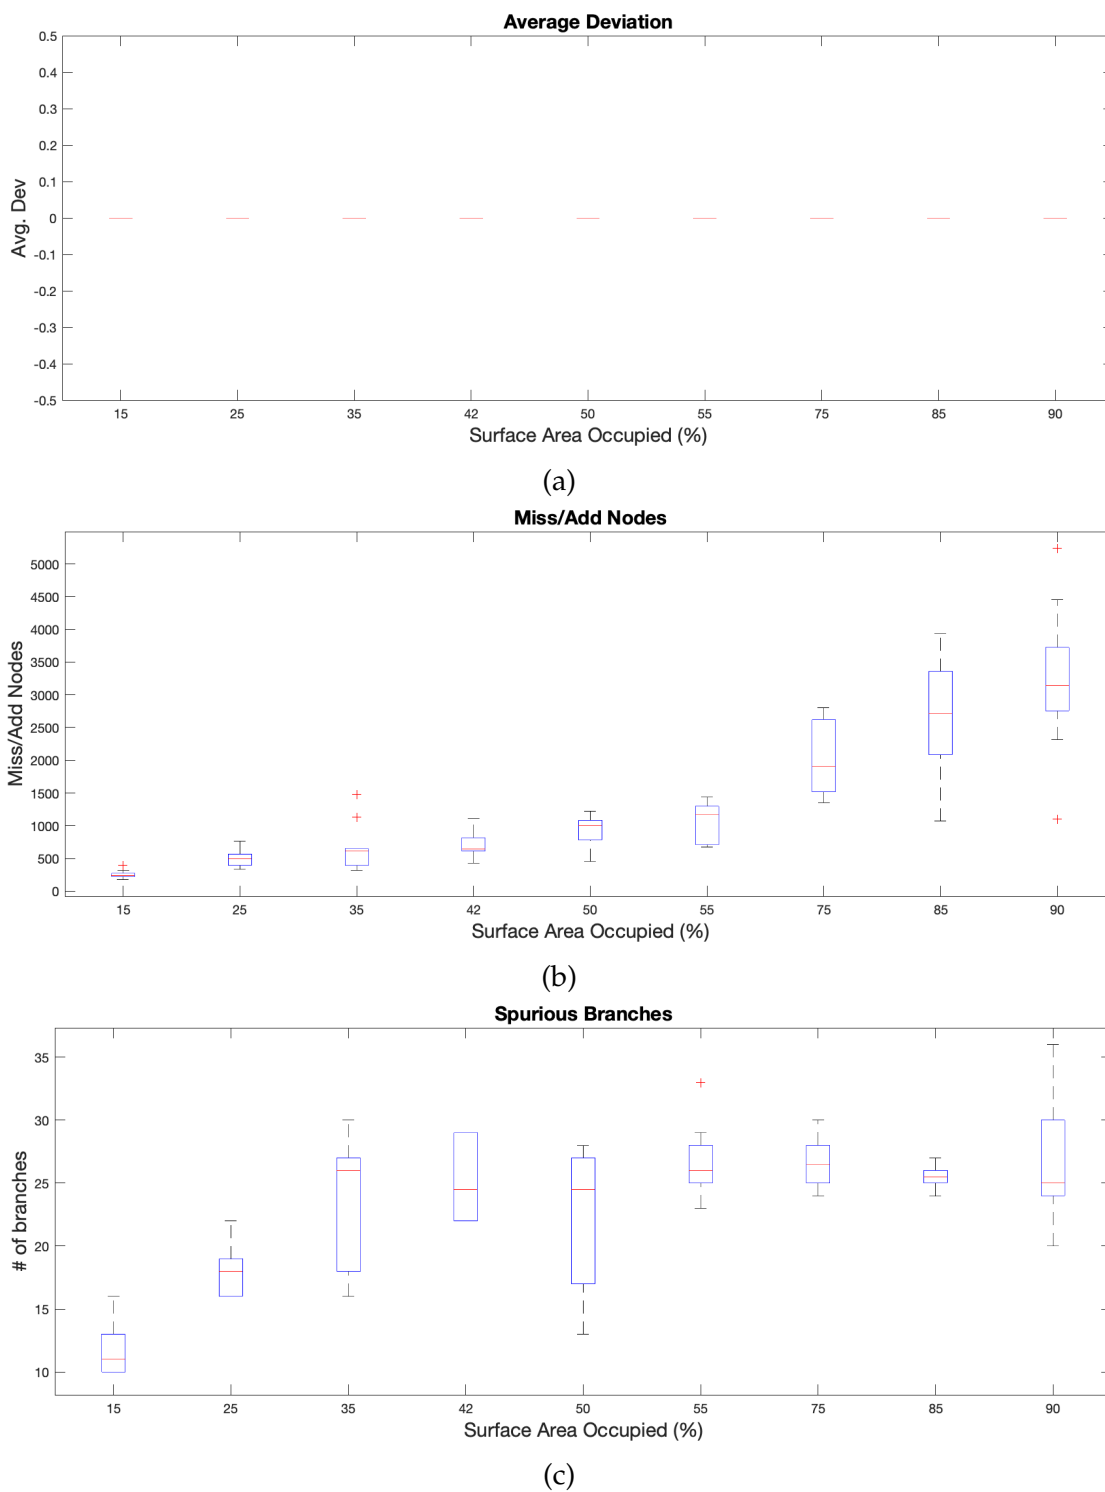 Average Deviation
0.5
0.4
0.3
0.2
0.1
0
-0.1
-0.2
-0.3
-0.4
-0.5
Avg. Dev
15 25 35 42 50 55 75 85 90
Surface Area Occupied (%)
(a)
Miss/Add Nodes
5000
4500
4000
3500
3000
2500
2000
1500
1000
500
0
Miss/Add Nodes
15 25 35 42 50 55 75 85 90
Surface Area Occupied (%)
(b)
Spurious Branches
35
30
25
20
15
10
# of branches
15 25 35 42 50 55 75 85 90
Surface Area Occupied (%)
(c)